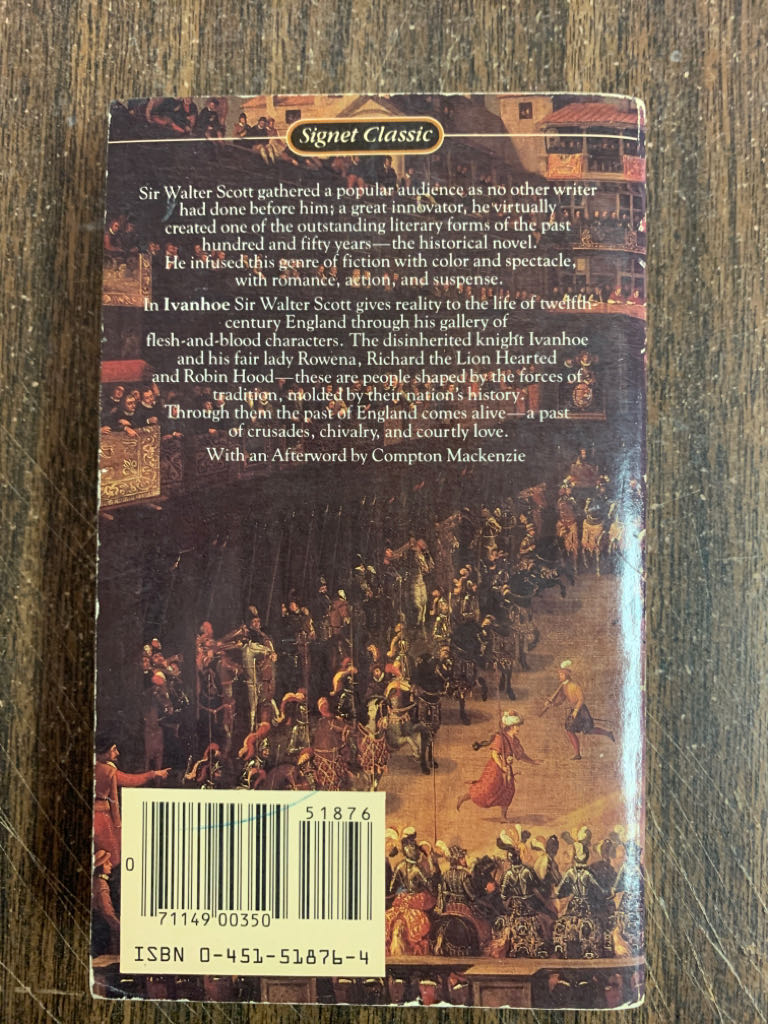 Signet Classic
Sir Walter Scott gathered a popular audience as no other writer
had done before him; a great innovator, he virtually
created one of the outstanding literary forms of the past
hundred and fifty years—the historical novel.
He infused this genre of fiction with color and spectacle,
with romance, action, and suspense.
In Ivanhoe Sir Walter Scott gives reality to the life of twelfth-
century England through his gallery of
flesh-and-blood characters. The disinherited knight Ivanhoe
and his fair lady Rowena, Richard the Lion Hearted
and Robin Hood—these are people shaped by the forces of
tradition, molded by their nation's history.
Through them the past of England comes alive—a past
of crusades, chivalry, and courtly love.
With an Afterword by Compton Mackenzie
51876
0
71149 00350
ISBN 0-451-51876-4